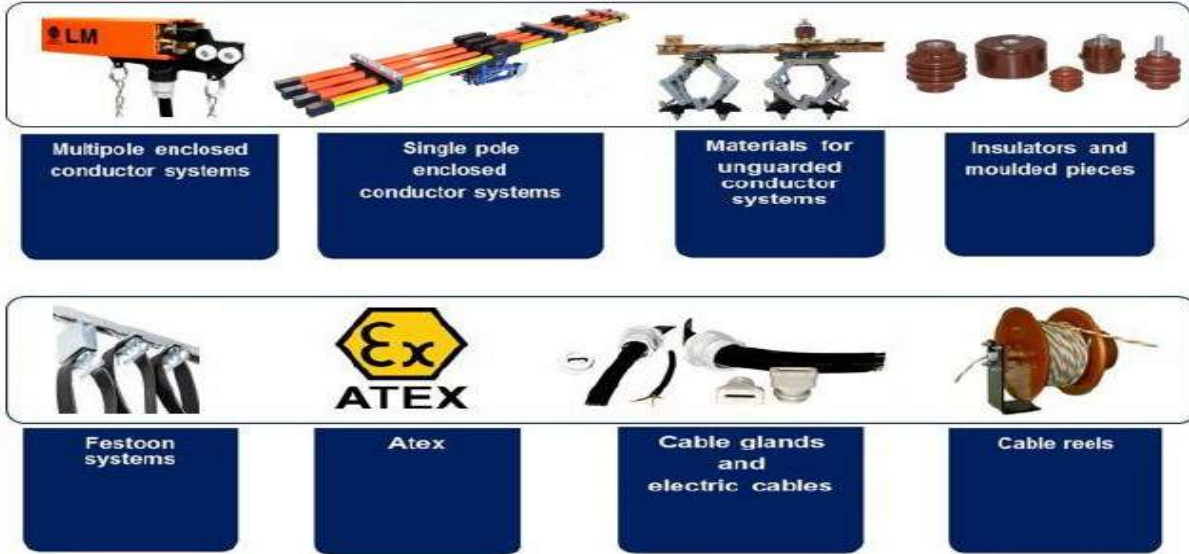 LM
Multipole enclosed
conductor systems
Single pole
enclosed
conductor systems
Materials for
unguarded
conductor
systems
Insulators and
moulded pieces
Ex
ATEX
Festoon
systems
Atex
Cable glands
and
electric cables
Cable reels